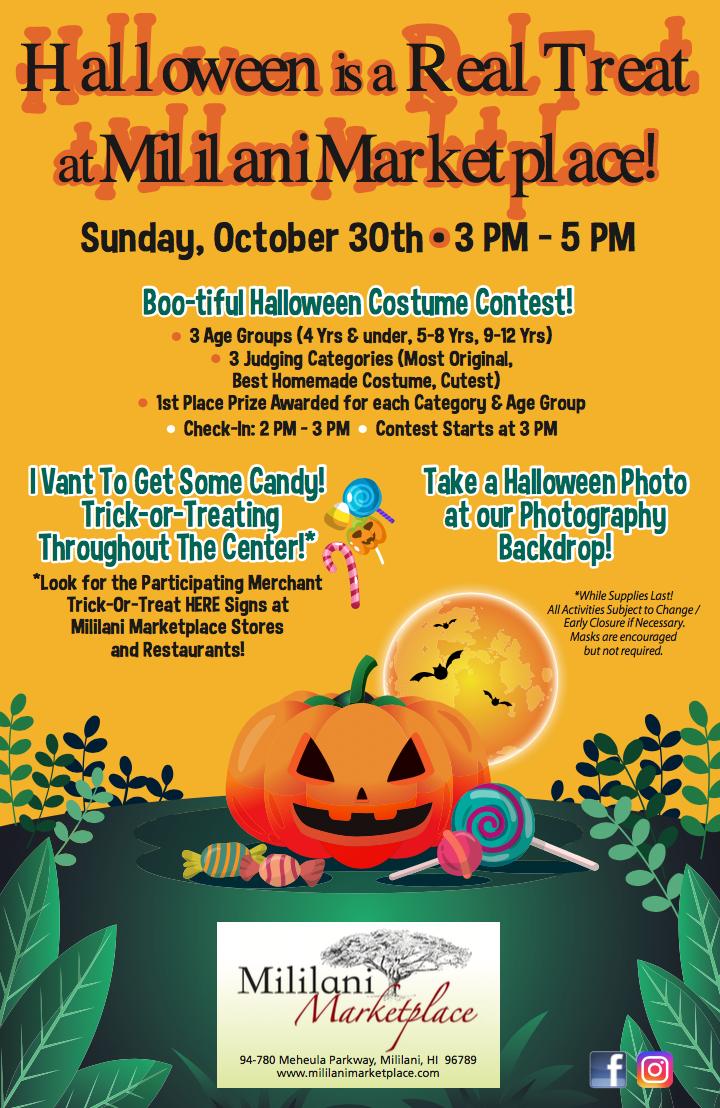 Halloween is a Real Treat
at Mililani Marketplace!
Sunday, October 30th • 3 PM - 5 PM
Boo-tiful Halloween Costume Contest!
• 3 Age Groups (4 Yrs & under, 5-8 Yrs, 9-12 Yrs)
• 3 Judging Categories (Most Original,
Best Homemade Costume, Cutest)
• 1st Place Prize Awarded for each Category & Age Group
• Check-In: 2 PM - 3 PM • Contest Starts at 3 PM
I Vant To Get Some Candy!
Trick-or-Treating
Throughout The Center!*
*Look for the Participating Merchant
Trick-Or-Treat HERE Signs at
Mililani Marketplace Stores
and Restaurants!
Take a Halloween Photo
at our Photography
Backdrop!
*While Supplies Last!
All Activities Subject to Change /
Early Closure if Necessary.
Masks are encouraged
but not required.
Mililani
Marketplace
94-780 Meheula Parkway, Mililani, HI 96789
www.mililanimarketplace.com
f